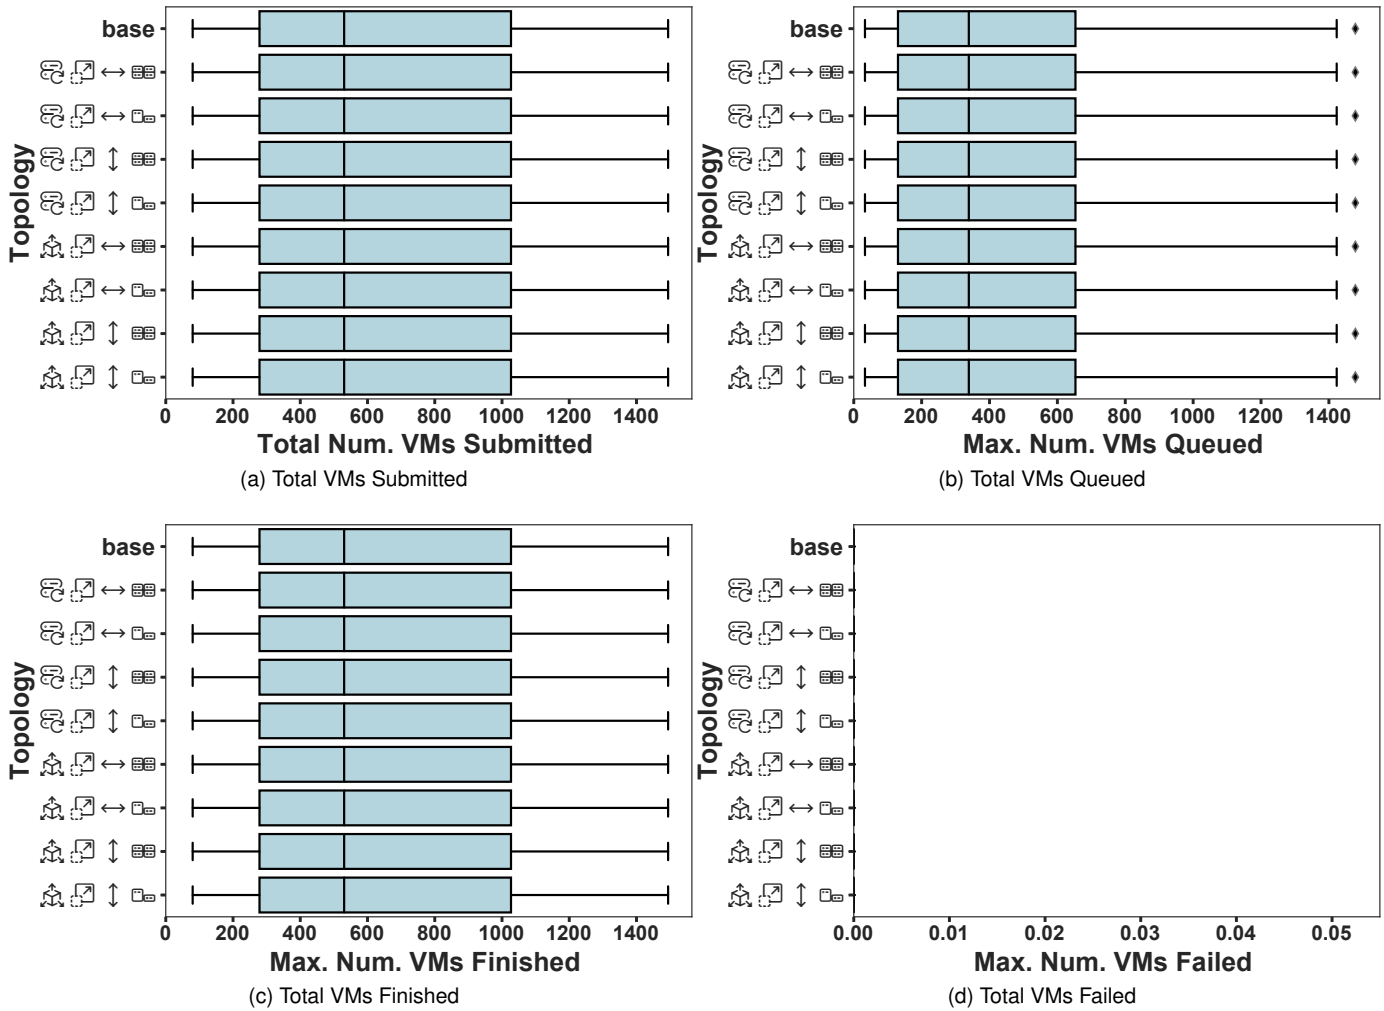 base
Topology
0 200 400 600 800 1000 1200 1400
Total Num. VMs Submitted
(a) Total VMs Submitted
base
Topology
0 200 400 600 800 1000 1200 1400
Max. Num. VMs Queued
(b) Total VMs Queued
base
Topology
0 200 400 600 800 1000 1200 1400
Max. Num. VMs Finished
(c) Total VMs Finished
base
Topology
0.00 0.01 0.02 0.03 0.04 0.05
Max. Num. VMs Failed
(d) Total VMs Failed